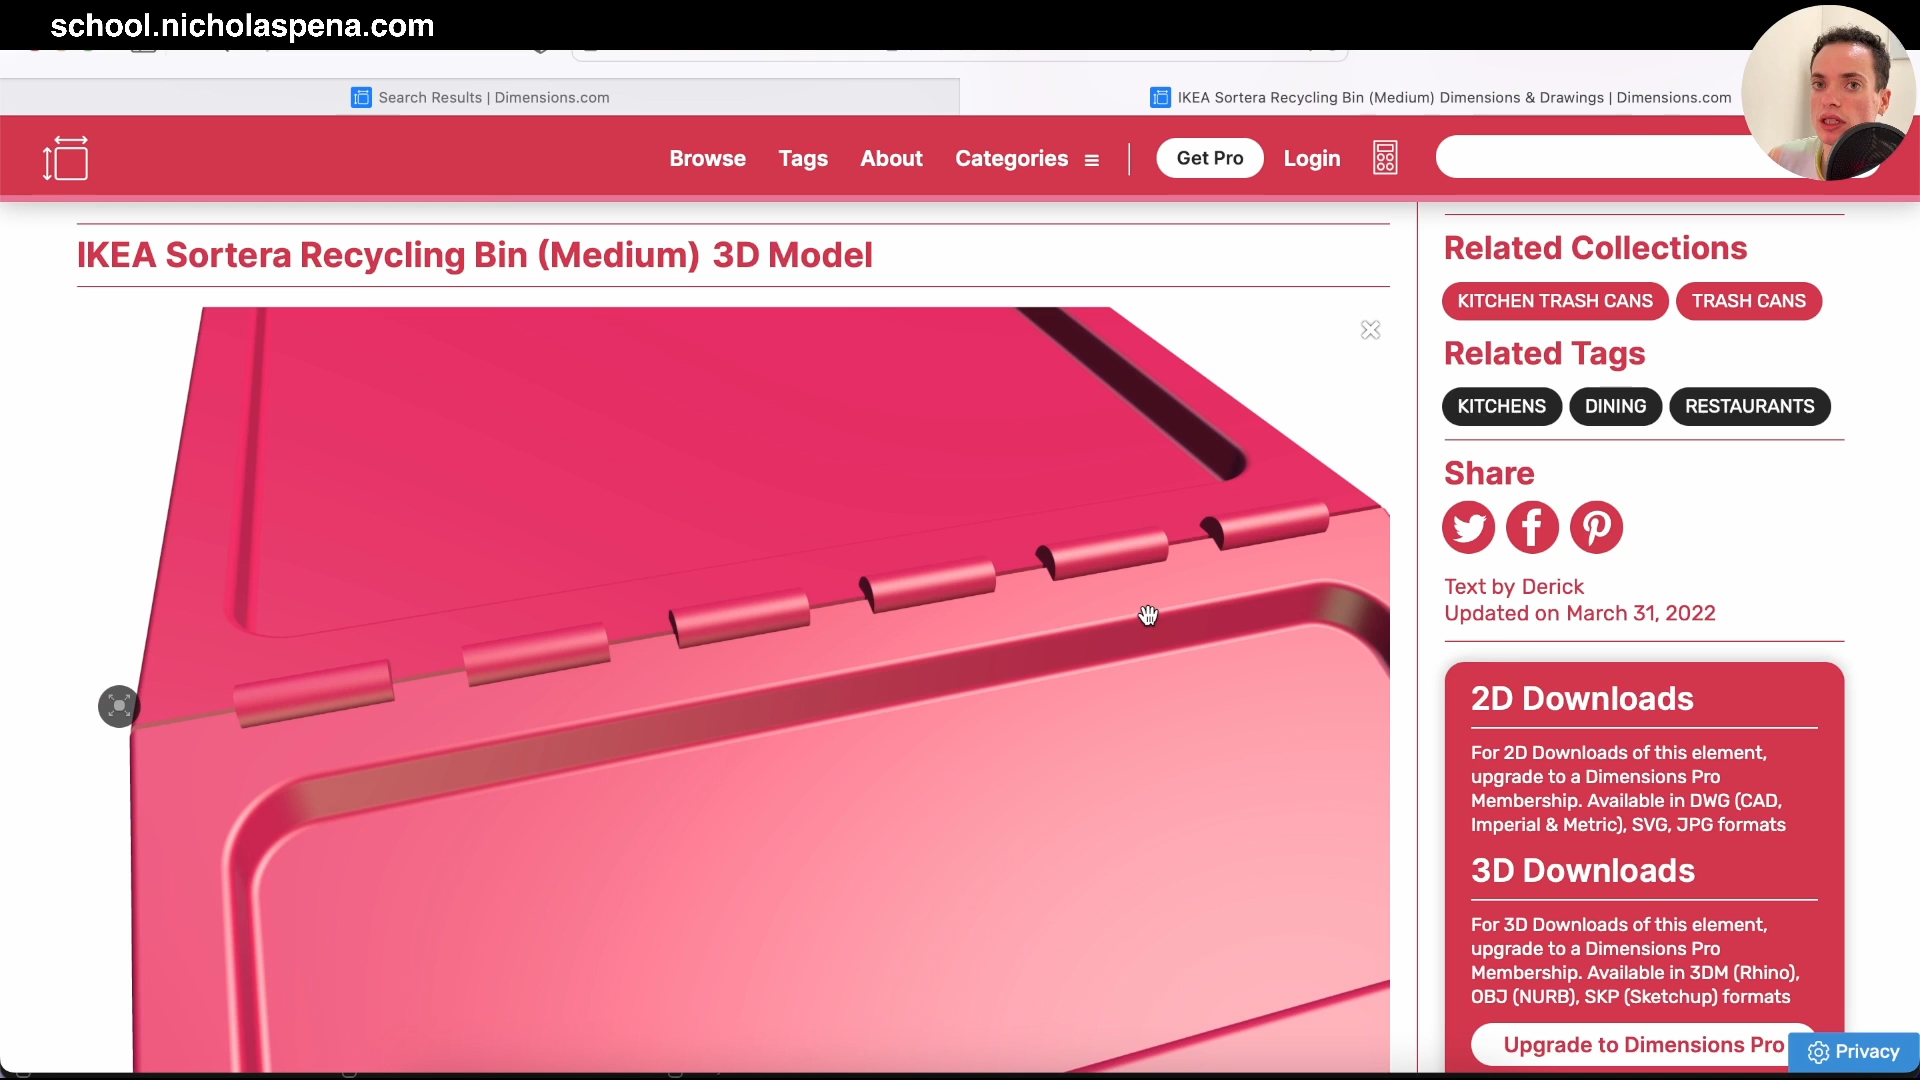 school.nicholaspena.com
Search Results | Dimensions.com
IKEA Sortera Recycling Bin (Medium) Dimensions & Drawings | Dimensions.com
Browse
Tags
About
Categories
Get Pro
Login
IKEA Sortera Recycling Bin (Medium) 3D Model
Related Collections
KITCHEN TRASH CANS
TRASH CANS
Related Tags
KITCHENS
DINING
RESTAURANTS
Share
Text by Derick
Updated on March 31, 2022
2D Downloads
For 2D Downloads of this element,
upgrade to a Dimensions Pro
Membership. Available in DWG (CAD,
Imperial & Metric), SVG, JPG formats
3D Downloads
For 3D Downloads of this element,
upgrade to a Dimensions Pro
Membership. Available in 3DM (Rhino),
OBJ (NURB), SKP (Sketchup) formats
Upgrade to Dimensions Pro
Privacy